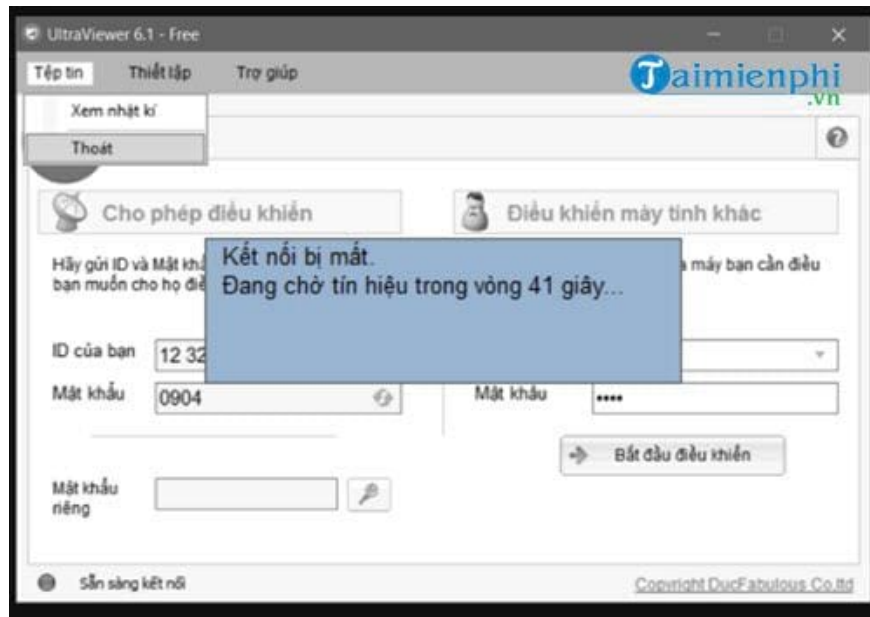 UltraViewer 6.1 - Free
Tệp tin Thiết lập Trợ giúp
Taimienphi
.vn
Xem nhật kí
Thoát
Cho phép điều khiển
Điều khiển máy tính khác
Hãy gửi ID và Mật khẩ
bạn muốn cho họ điề
máy bạn cần điều
Kết nối bị mất.
Đang chờ tín hiệu trong vòng 41 giây...
ID của bạn 12 32
Mật khẩu 0904
Mật khẩu ••••
Bắt đầu điều khiển
Mật khẩu
riêng
Sẵn sàng kết nối
Copyright DucFabulous Co.ltd